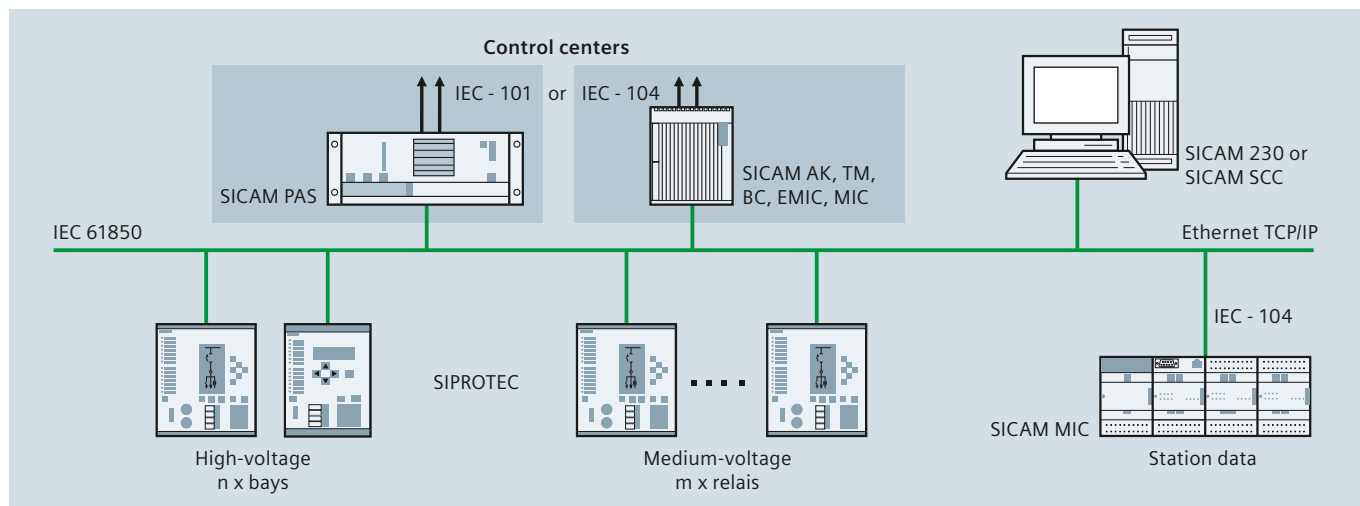 Control centers
IEC - 101 or IEC - 104
SICAM PAS
SICAM AK, TM,
BC, EMIC, MIC
SICAM 230 or
SICAM SCC
IEC 61850
Ethernet TCP/IP
IEC - 104
SIPROTEC
SICAM MIC
High-voltage
n x bays
Medium-voltage
m x relais
Station data